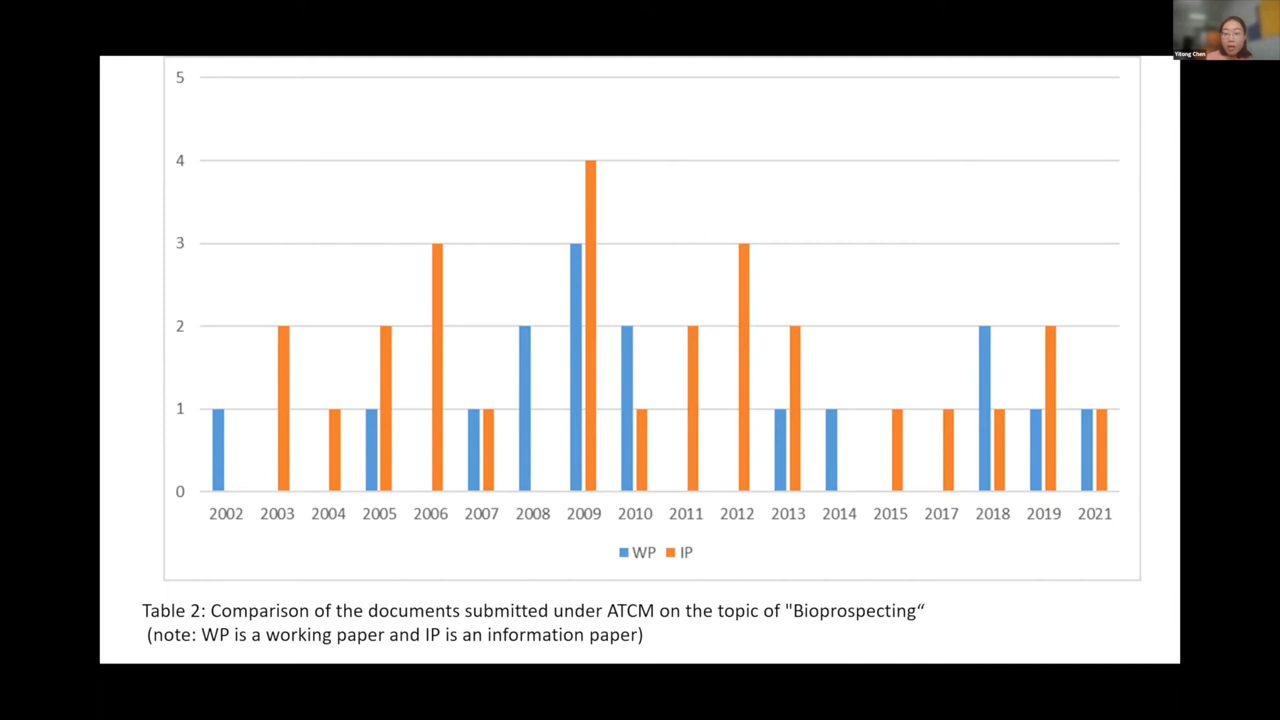 Yitong Chen
5
4
3
2
1
0
2002 2003 2004 2005 2006 2007 2008 2009 2010 2011 2012 2013 2014 2015 2017 2018 2019 2021
WP IP
Table 2: Comparison of the documents submitted under ATCM on the topic of "Bioprospecting“
(note: WP is a working paper and IP is an information paper)